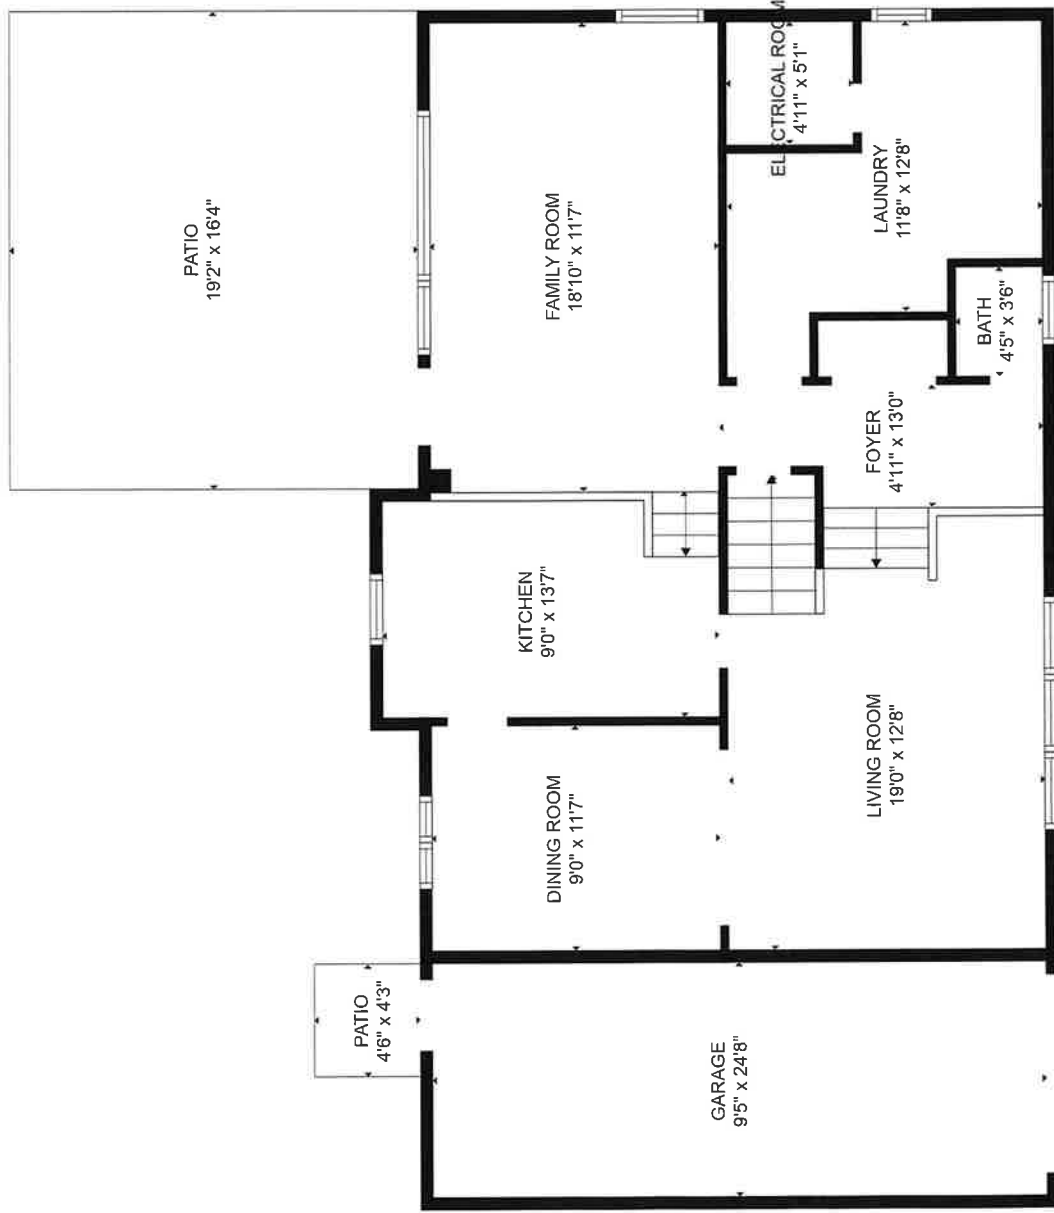 PATIO
19'2" x 16'4"
FAMILY ROOM
18'10" x 11'7"
ELECTRICAL ROOM
4'11" x 5'1"
LAUNDRY
11'8" x 12'8"
BATH
4'5" x 3'6"
FOYER
4'11" x 13'0"
KITCHEN
9'0" x 13'7"
DINING ROOM
9'0" x 11'7"
LIVING ROOM
19'0" x 12'8"
PATIO
4'6" x 4'3"
GARAGE
9'5" x 24'8"